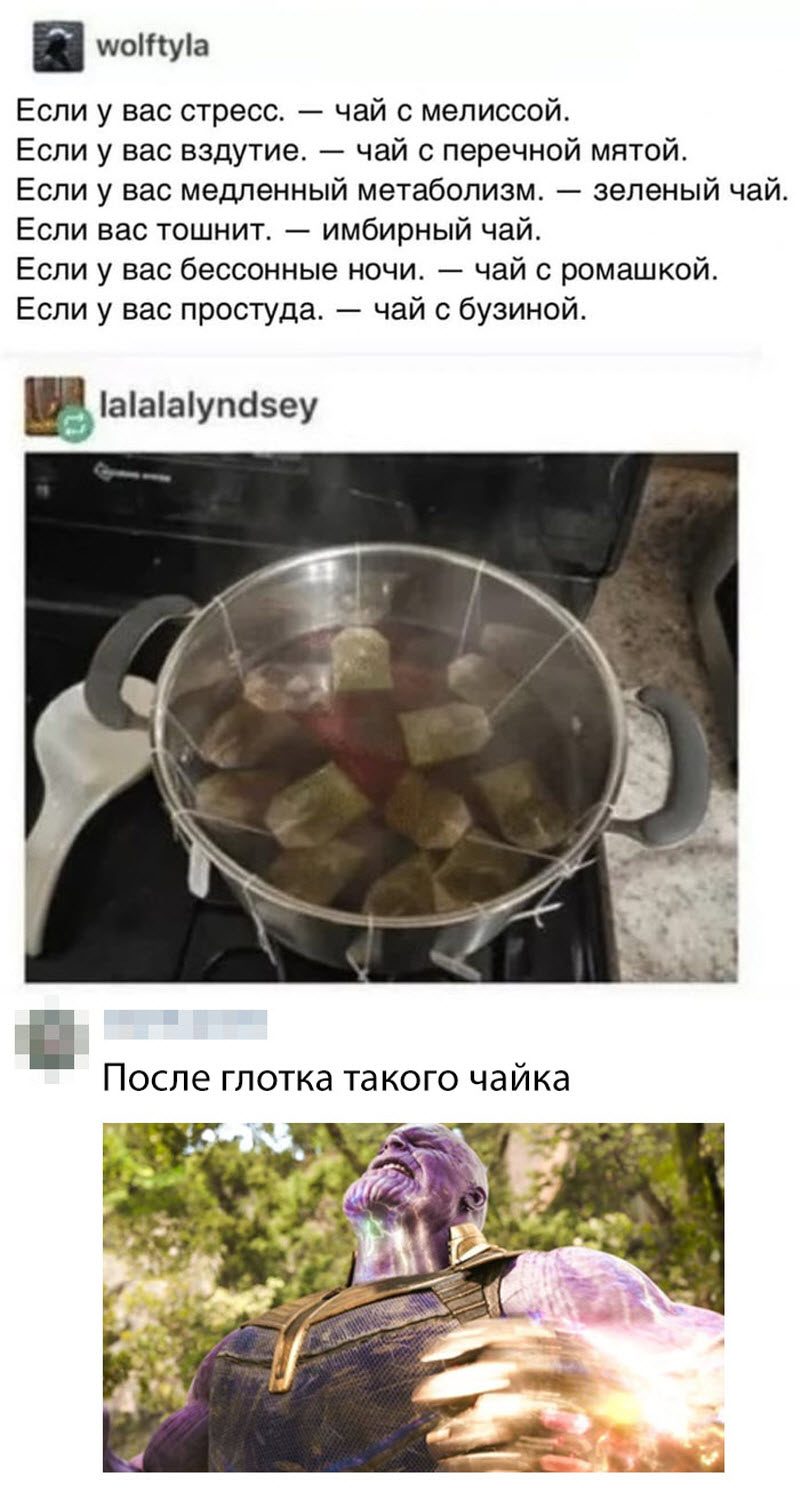 wolftyla
Если у вас стресс. — чай с мелиссой.
Если у вас вздутие. — чай с перечной мятой.
Если у вас медленный метаболизм. — зеленый чай.
Если вас тошнит. — имбирный чай.
Если у вас бессонные ночи. — чай с ромашкой.
Если у вас простуда. — чай с бузиной.
lalalalyndsey
После глотка такого чайка